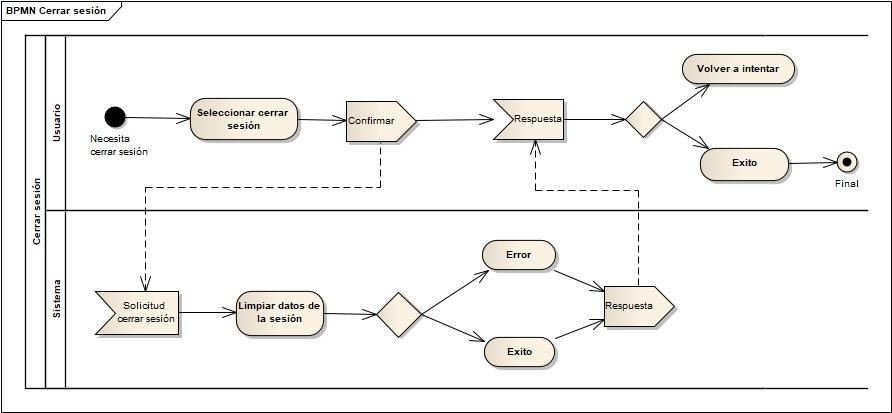 BPMN Cerrar sesión
Cerrar sesión
Usuario
Necesita
cerrar sesión
Seleccionar cerrar
sesión
Confirmar
Respuesta
Volver a intentar
Exito
Final
Sistema
Solicitud
cerrar sesión
Limpiar datos de
la sesión
Error
Exito
Respuesta